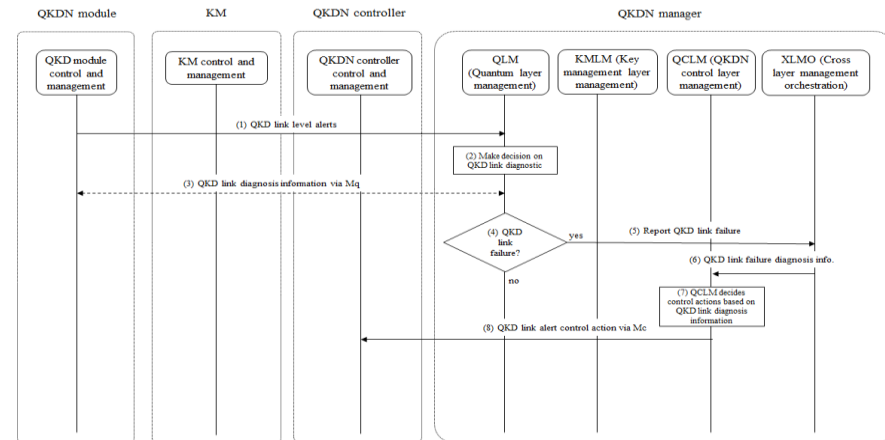 QKDN module
KM
QKDN controller
QKDN manager
QKD module
control and
management
KM control and
management
QKDN controller
control and
management
QLM
(Quantum layer
management)
KMLM (Key
management layer
management)
QCLM (QKDN
control layer
management)
XLMO (Cross
layer management
orchestration)
(1) QKD link level alerts
(2) Make decision on
QKD link diagnostic
(3) QKD link diagnosis information via Mq
(4) QKD
link
failure?
yes
(5) Report QKD link failure
(6) QKD link failure diagnosis info.
no
(7) QCLM decides
control actions based on
QKD link diagnosis
information
(8) QKD link alert control action via Mc